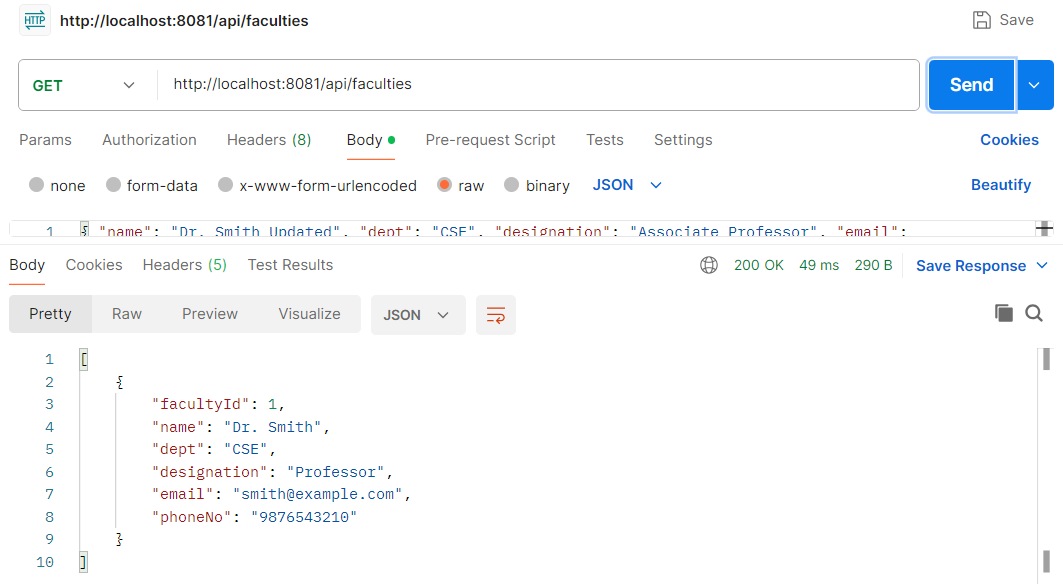 HTTP http://localhost:8081/api/faculties Save
GET http://localhost:8081/api/faculties Send
Params Authorization Headers (8) Body Pre-request Script Tests Settings Cookies
none form-data x-www-form-urlencoded raw binary JSON Beautify
1 { "name": "Dr. Smith Updated", "dept": "CSE", "designation": "Associate Professor", "email":
Body Cookies Headers (5) Test Results 200 OK 49 ms 290 B Save Response
Pretty Raw Preview Visualize JSON
1 [
2 {
3 "facultyId": 1,
4 "name": "Dr. Smith",
5 "dept": "CSE",
6 "designation": "Professor",
7 "email": "smith@example.com",
8 "phoneNo": "9876543210"
9 }
10 ]